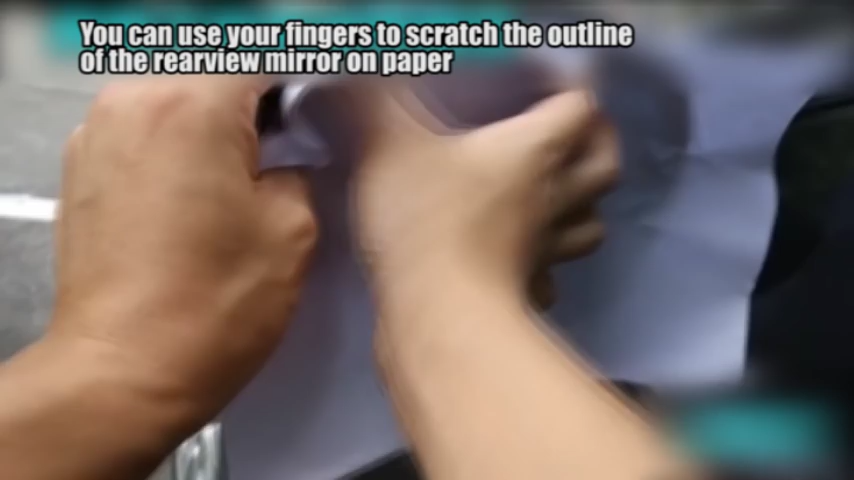 You can use your fingers to scratch the outline
of the rearview mirror on paper